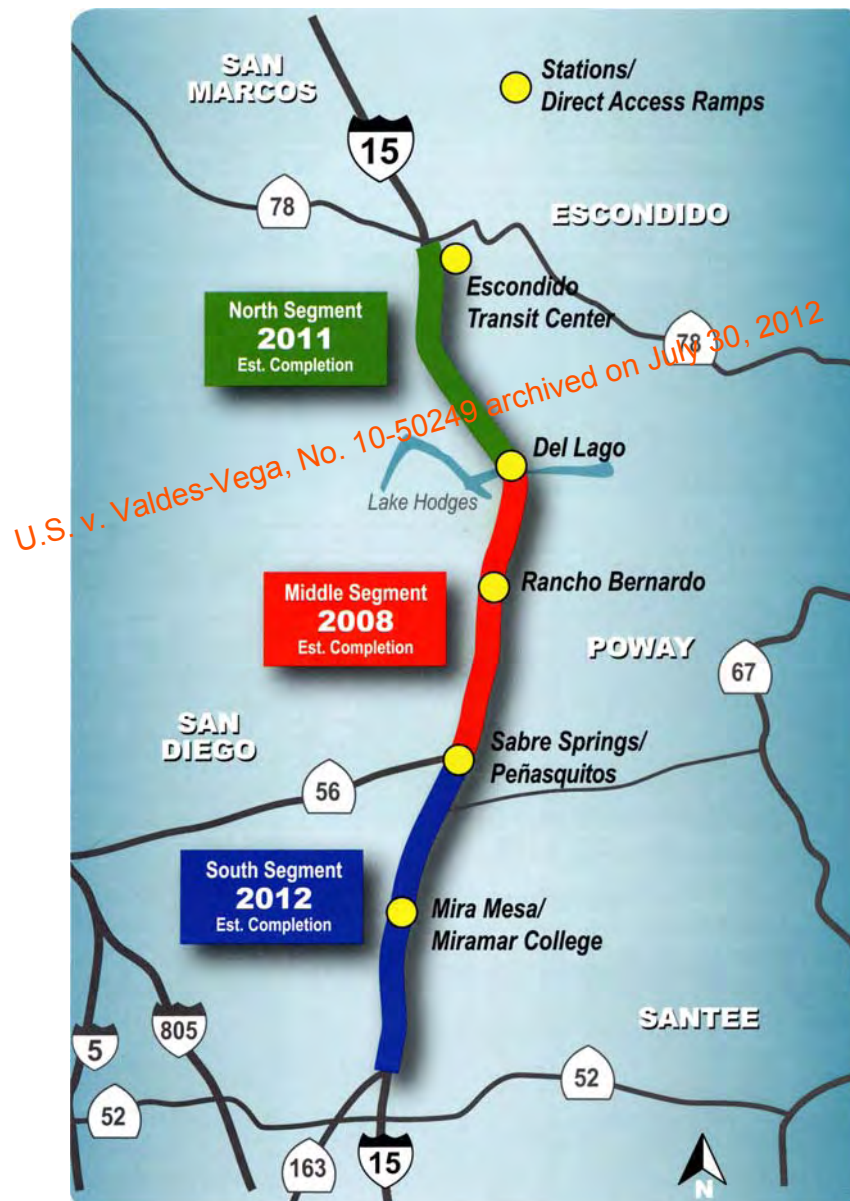 SAN
MARCOS
Stations/
Direct Access Ramps
15
78
ESCONDIDO
Escondido
Transit Center
North Segment
2011
Est. Completion
78
U.S. v. Valdes-Vega, No. 10-50249 archived on July 30, 2012
Del Lago
Lake Hodges
Rancho Bernardo
Middle Segment
2008
Est. Completion
POWAY
67
SAN
DIEGO
Sabre Springs/
Peñasquitos
56
South Segment
2012
Est. Completion
Mira Mesa/
Miramar College
SANTEE
5
805
52
52
163
15
N